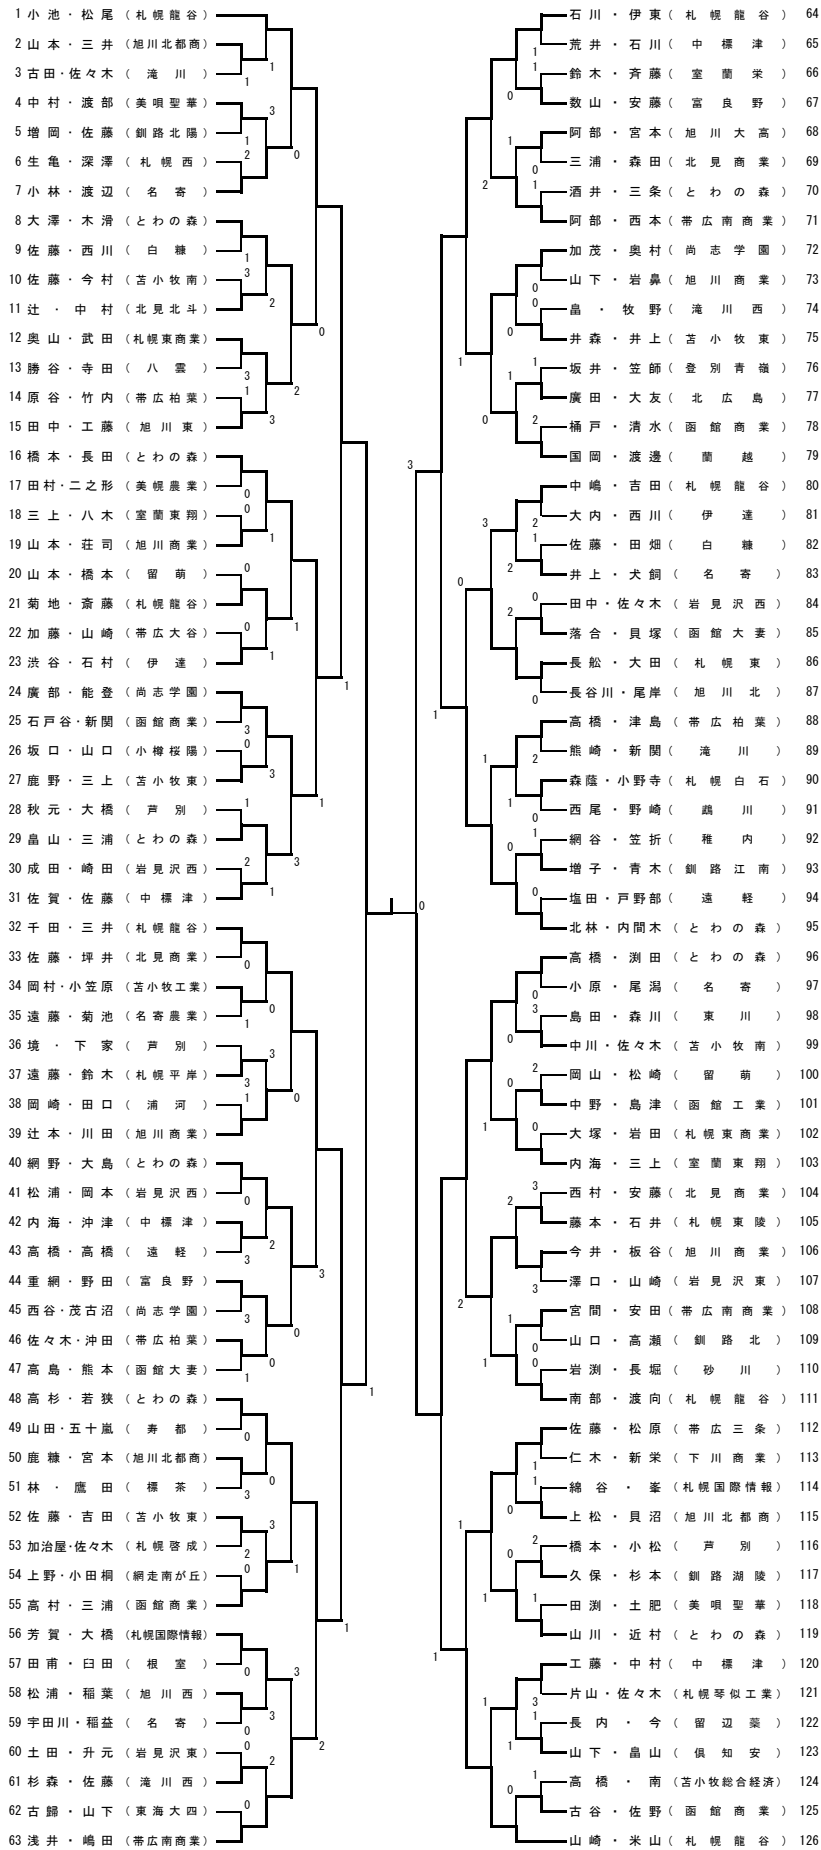 1 小池・松尾 (札幌龍谷)
2 山本・三井 (旭川北都商)
3 古田・佐々木 (滝川)
4 中村・渡部 (美唄聖華)
5 増岡・佐藤 (釧路北陽)
6 生亀・深澤 (札幌西)
7 小林・渡辺 (名寄)
8 大澤・木滑 (とわの森)
9 佐藤・西川 (白糠)
10 佐藤・今村 (苫小牧南)
11 辻・中村 (北見北斗)
12 奥山・武田 (札幌東商業)
13 勝谷・寺田 (八雲)
14 原谷・竹内 (帯広柏葉)
15 田中・工藤 (旭川東)
16 橋本・長田 (とわの森)
17 田村・二之形 (美幌農業)
18 三上・八木 (室蘭東翔)
19 山本・荘司 (旭川商業)
20 山本・橋本 (留萌)
21 菊地・斎藤 (札幌龍谷)
22 加藤・山崎 (帯広大谷)
23 渋谷・石村 (伊達)
24 廣部・能登 (尚志学園)
25 石戸谷・新関 (函館商業)
26 坂口・山口 (小樽桜陽)
27 鹿野・三上 (苫小牧東)
28 秋元・大橋 (芦別)
29 畠山・三浦 (とわの森)
30 成田・崎田 (岩見沢西)
31 佐賀・佐藤 (中標津)
32 千田・三井 (札幌龍谷)
33 佐藤・坪井 (北見商業)
34 岡村・小笠原 (苫小牧工業)
35 遠藤・菊池 (名寄農業)
36 境・下家 (芦別)
37 遠藤・鈴木 (札幌平岸)
38 岡崎・田口 (浦河)
39 辻本・川田 (旭川商業)
40 網野・大島 (とわの森)
41 松浦・岡本 (岩見沢西)
42 内海・沖津 (中標津)
43 高橋・高橋 (遠軽)
44 重網・野田 (富良野)
45 西谷・茂古沼 (尚志学園)
46 佐々木・沖田 (帯広柏葉)
47 高島・熊本 (函館大妻)
48 高杉・若狭 (とわの森)
49 山田・五十嵐 (寿都)
50 鹿糠・宮本 (旭川北都商)
51 林・鷹田 (標茶)
52 佐藤・吉田 (苫小牧東)
53 加治屋・佐々木 (札幌啓成)
54 上野・小田桐 (網走南が丘)
55 高村・三浦 (函館商業)
56 芳賀・大橋 (札幌国際情報)
57 田甫・臼田 (根室)
58 松浦・稲葉 (旭川西)
59 宇田川・稲益 (名寄)
60 土田・升元 (岩見沢東)
61 杉森・佐藤 (滝川西)
62 古歸・山下 (東海大四)
63 浅井・嶋田 (帯広南商業)
石川・伊東 (札幌龍谷) 64
荒井・石川 (中標津) 65
鈴木・斉藤 (室蘭栄) 66
数山・安藤 (富良野) 67
阿部・宮本 (旭川大高) 68
三浦・森田 (北見商業) 69
酒井・三条 (とわの森) 70
阿部・西本 (帯広南商業) 71
加茂・奥村 (尚志学園) 72
山下・岩鼻 (旭川商業) 73
畠・牧野 (滝川西) 74
井森・井上 (苫小牧東) 75
坂井・笠師 (登別青嶺) 76
廣田・大友 (北広島) 77
桶戸・清水 (函館商業) 78
国岡・渡邊 (蘭越) 79
中嶋・吉田 (札幌龍谷) 80
大内・西川 (伊達) 81
佐藤・田畑 (白糠) 82
井上・犬飼 (名寄) 83
田中・佐々木 (岩見沢西) 84
落合・貝塚 (函館大妻) 85
長舩・大田 (札幌東) 86
長谷川・尾岸 (旭川北) 87
高橋・津島 (帯広柏葉) 88
熊崎・新関 (滝川) 89
森蔭・小野寺 (札幌白石) 90
西尾・野崎 (鵡川) 91
網谷・笠折 (稚内) 92
増子・青木 (釧路江南) 93
塩田・戸野部 (遠軽) 94
北林・内間木 (とわの森) 95
高橋・渕田 (とわの森) 96
小原・尾潟 (名寄) 97
島田・森川 (東川) 98
中川・佐々木 (苫小牧南) 99
岡山・松崎 (留萌) 100
中野・島津 (函館工業) 101
大塚・岩田 (札幌東商業) 102
内海・三上 (室蘭東翔) 103
西村・安藤 (北見商業) 104
藤本・石井 (札幌東陵) 105
今井・板谷 (旭川商業) 106
澤口・山崎 (岩見沢東) 107
宮間・安田 (帯広南商業) 108
山口・高瀬 (釧路北) 109
岩渕・長堀 (砂川) 110
南部・渡向 (札幌龍谷) 111
佐藤・松原 (帯広三条) 112
仁木・新栄 (下川商業) 113
綿谷・峯 (札幌国際情報) 114
上松・貝沼 (旭川北都商) 115
橋本・小松 (芦別) 116
久保・杉本 (釧路湖陵) 117
田渕・土肥 (美唄聖華) 118
山川・近村 (とわの森) 119
工藤・中村 (中標津) 120
片山・佐々木 (札幌琴似工業) 121
長内・今 (留辺蘂) 122
山下・畠山 (倶知安) 123
高橋・南 (苫小牧総合経済) 124
古谷・佐野 (函館商業) 125
山崎・米山 (札幌龍谷) 126